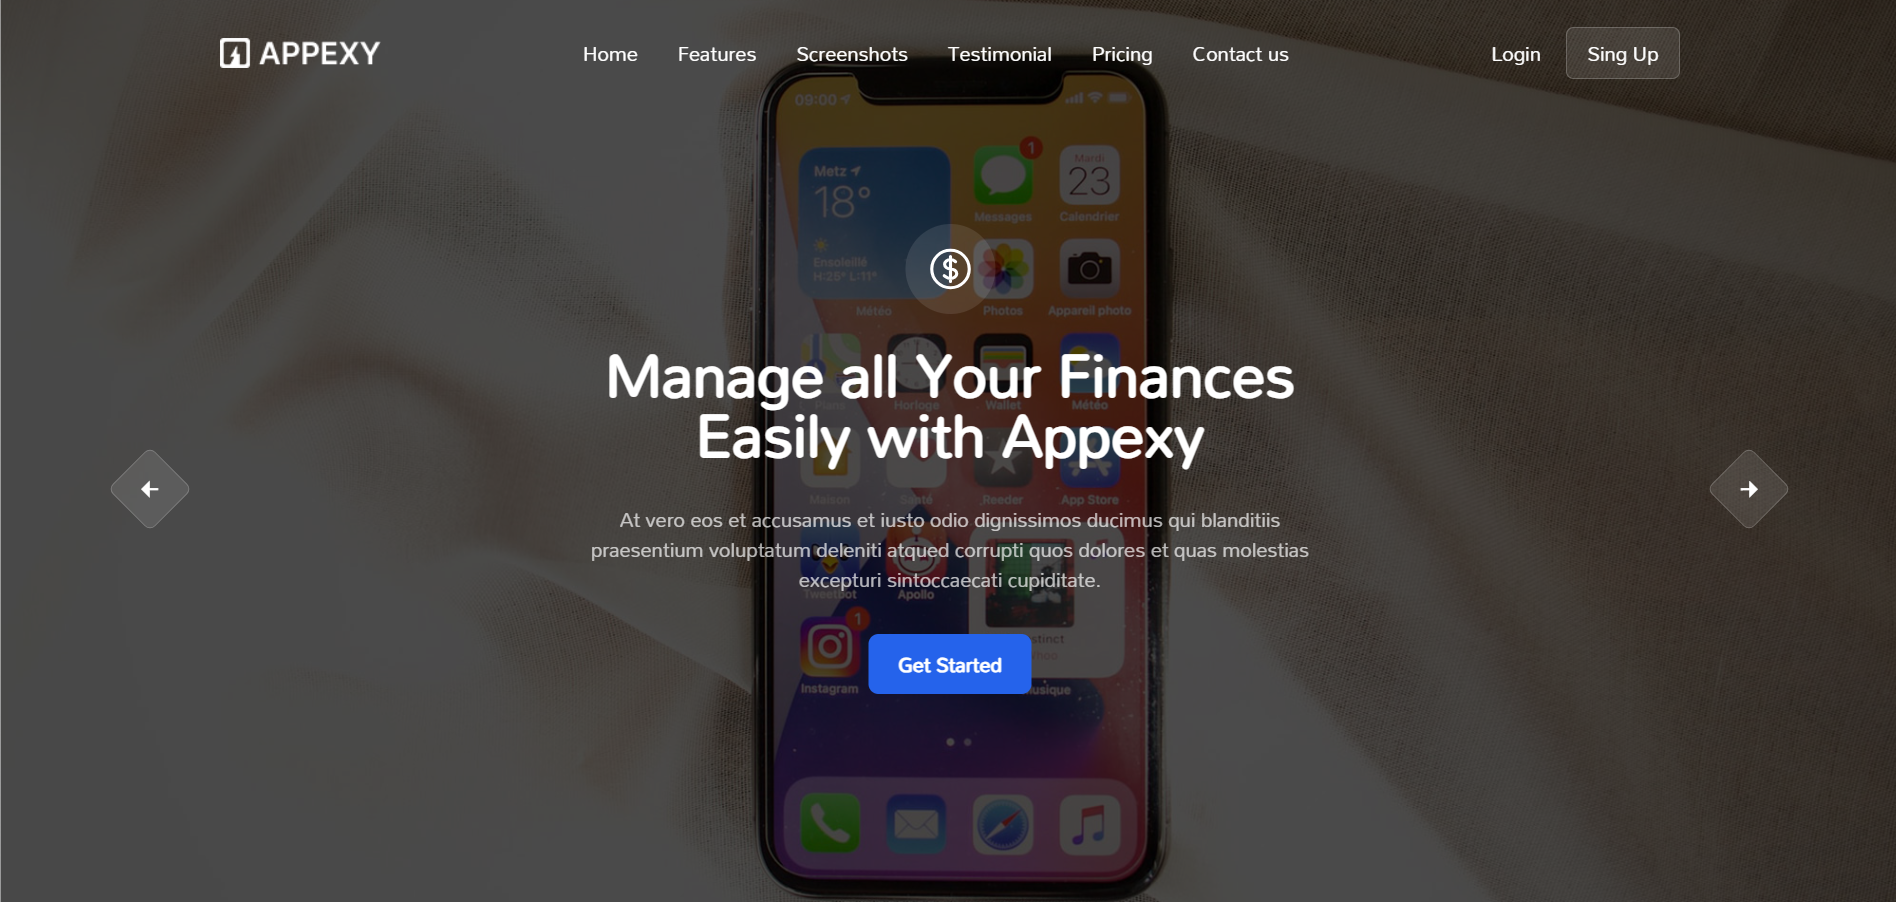 APPEXY
Home Features Screenshots Testimonial Pricing Contact us
Login Sing Up
09:00
Metz
18°
Ensoleillé
H:25° L:11°
Météo
1
Messages
Mardi
23
Calendrier
Photos
Appareil photo
$
Manage all Your Finances
Easily with Appexy
Plans Horloge Wallet Météo
Maison Santé Reeder App Store
At vero eos et accusamus et iusto odio dignissimos ducimus qui blanditiis
praesentium voluptatum deleniti atqued corrupti quos dolores et quas molestias
excepturi sintoccaecati cupiditate.
Tweetbot Apollo
1
Get Started
Instagram